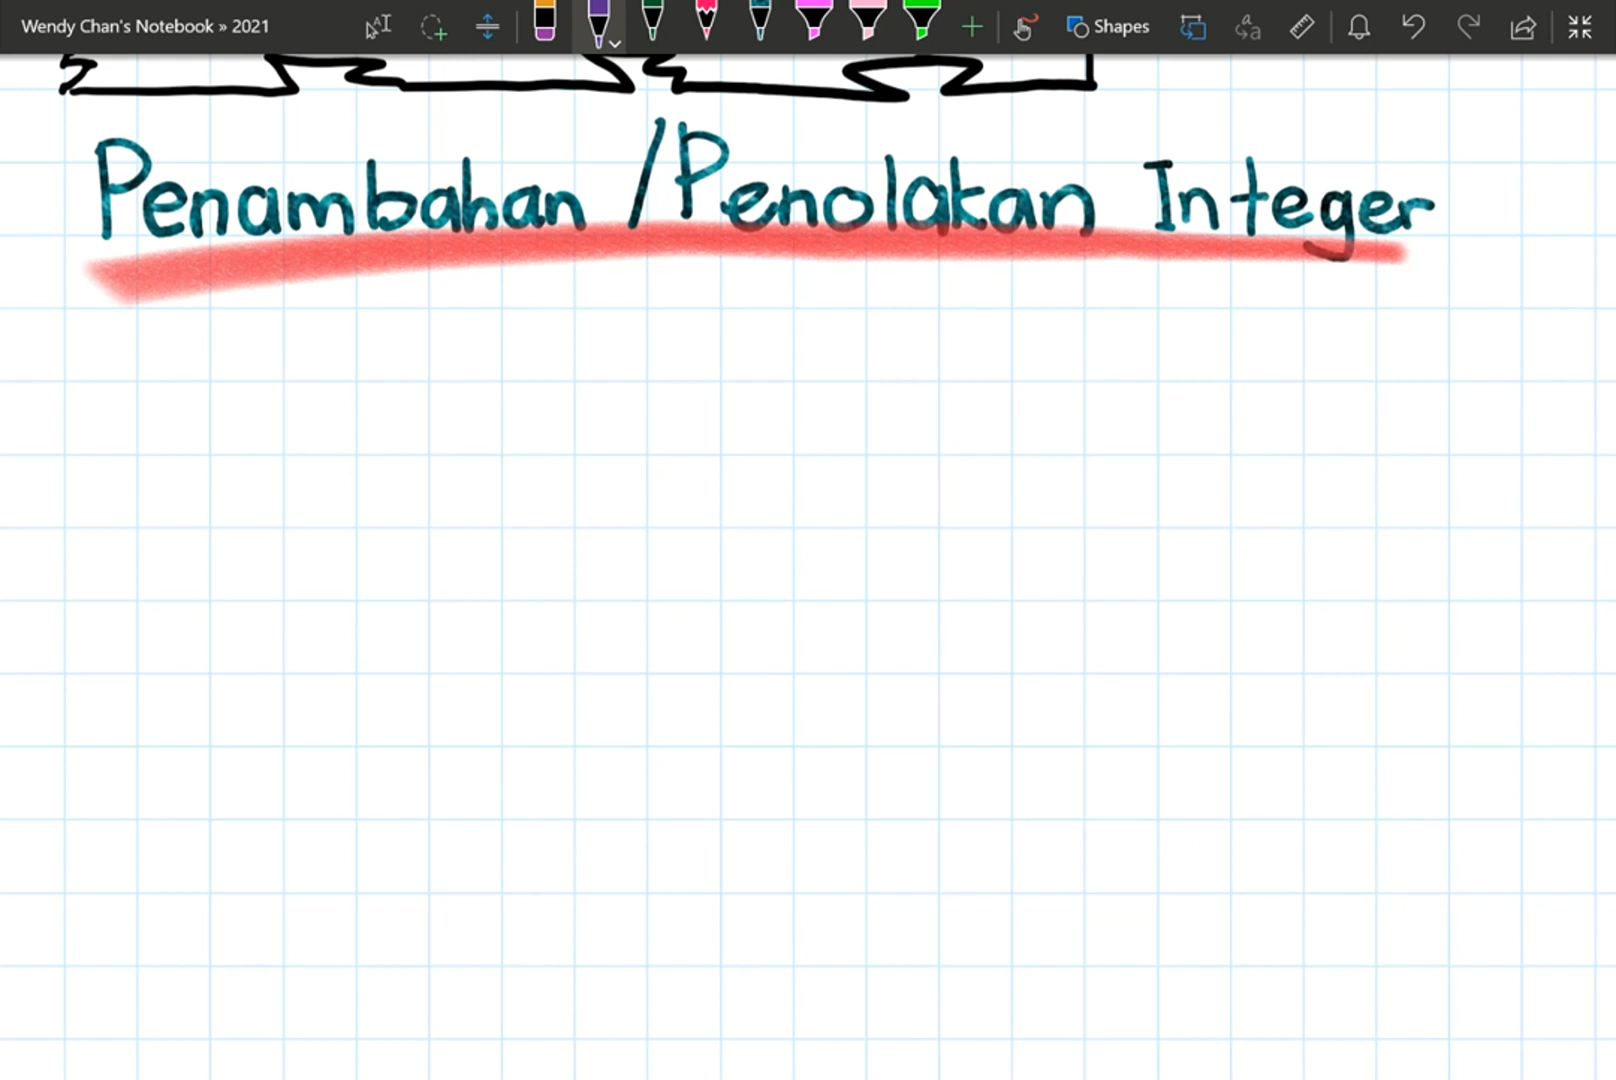 Wendy Chan's Notebook » 2021
Shapes
Penambahan / Penolakan Integer